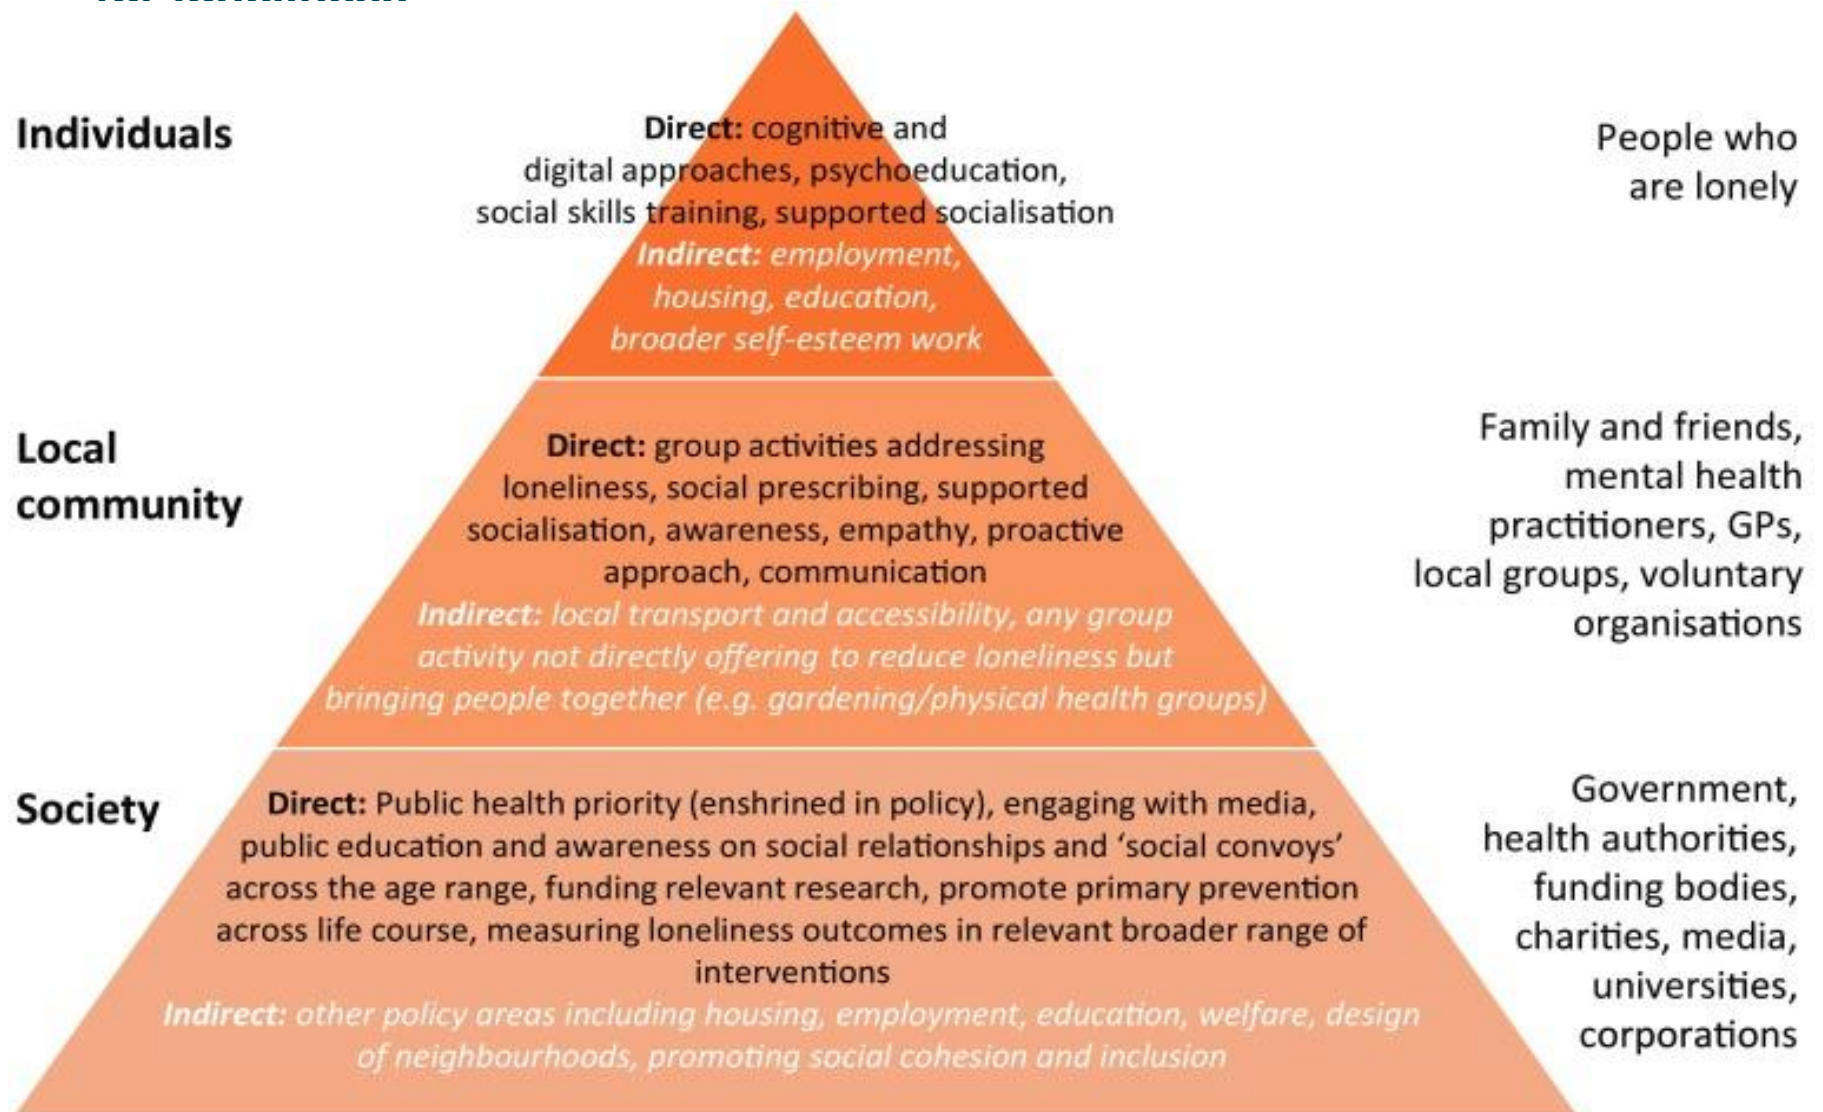 Individuals
Direct: cognitive and
digital approaches, psychoeducation,
social skills training, supported socialisation
Indirect: employment,
housing, education,
broader self-esteem work
People who
are lonely
Local
community
Direct: group activities addressing
loneliness, social prescribing, supported
socialisation, awareness, empathy, proactive
approach, communication
Indirect: local transport and accessibility, any group
activity not directly offering to reduce loneliness but
bringing people together (e.g. gardening/physical health groups)
Family and friends,
mental health
practitioners, GPs,
local groups, voluntary
organisations
Society
Direct: Public health priority (enshrined in policy), engaging with media,
public education and awareness on social relationships and ‘social convoys’
across the age range, funding relevant research, promote primary prevention
across life course, measuring loneliness outcomes in relevant broader range of
interventions
Indirect: other policy areas including housing, employment, education, welfare, design
of neighbourhoods, promoting social cohesion and inclusion
Government,
health authorities,
funding bodies,
charities, media,
universities,
corporations